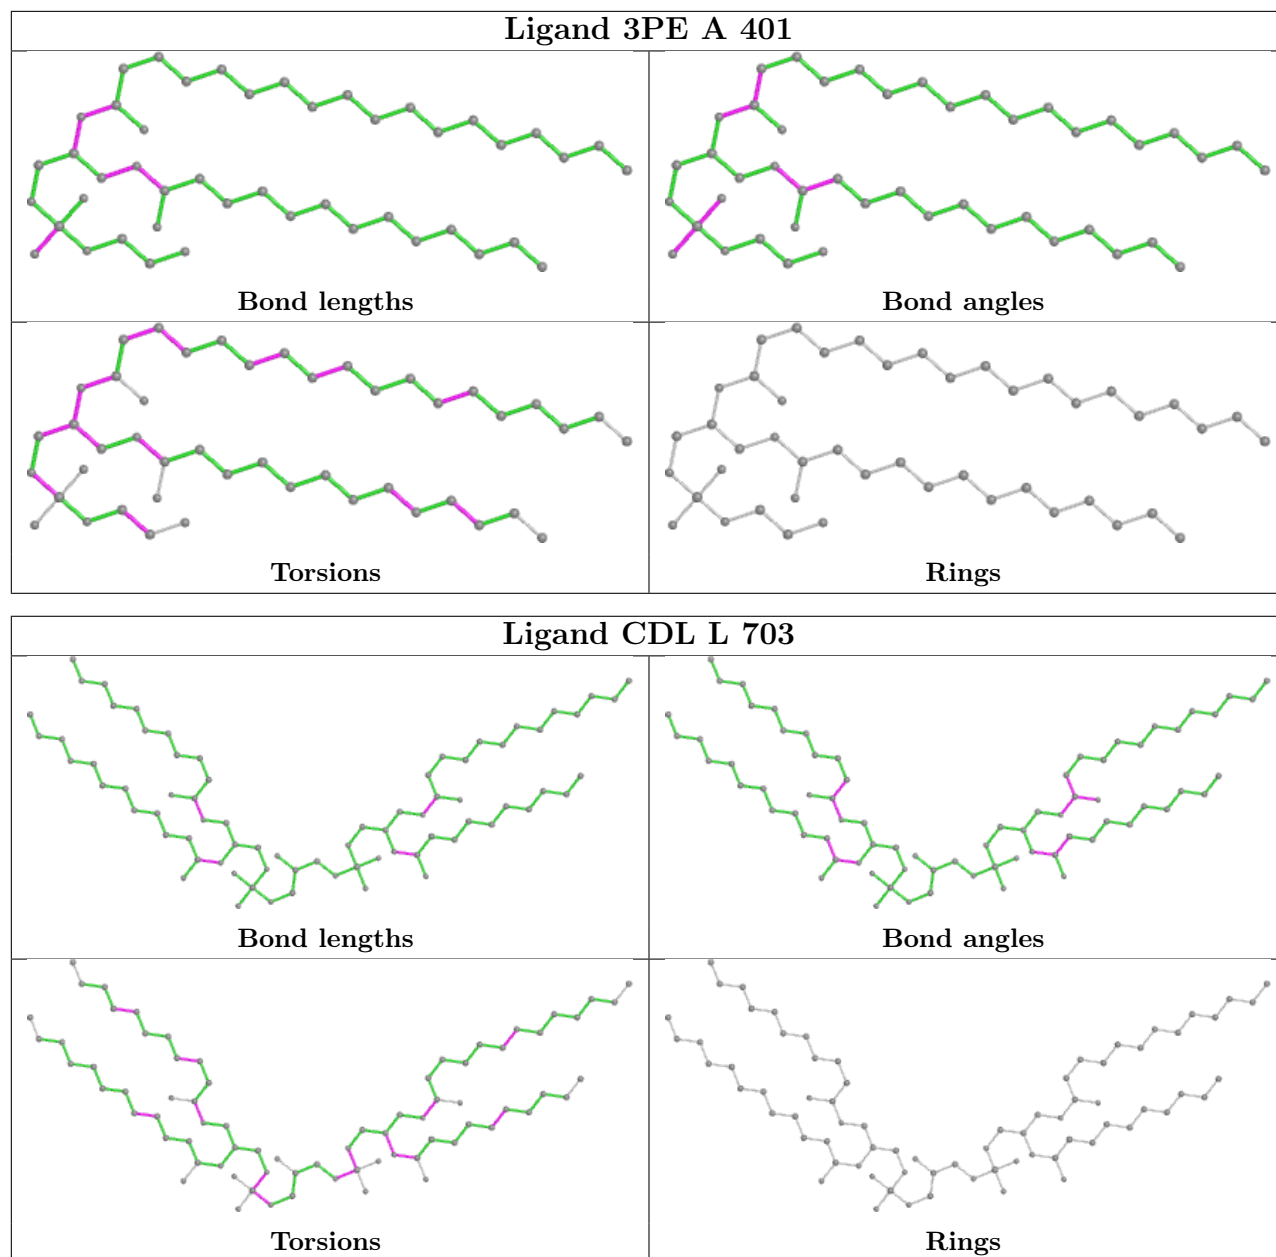 Ligand 3PE A 401
Bond lengths
Bond angles
Torsions
Rings
Ligand CDL L 703
Bond lengths
Bond angles
Torsions
Rings